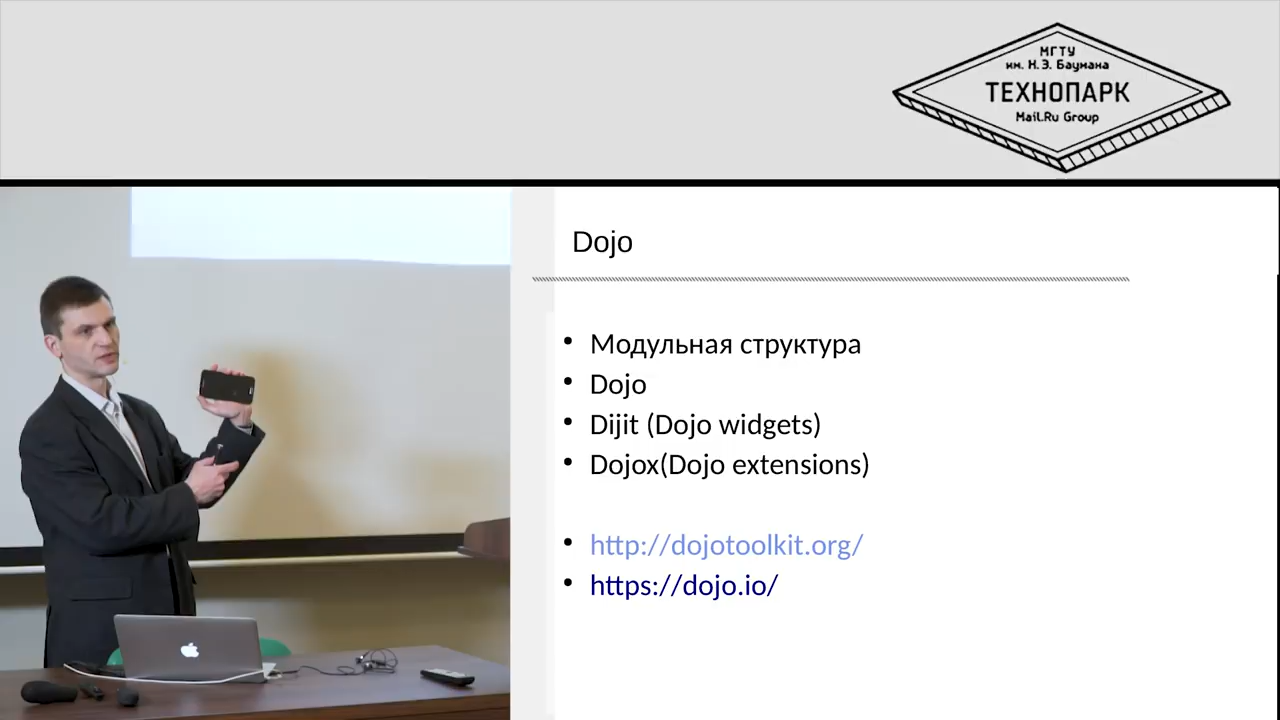 МГТУ
им. Н.Э. Баумана
ТЕХНОПАРК
Mail.Ru Group
Dojo
• Модульная структура
• Dojo
• Dijit (Dojo widgets)
• Dojox(Dojo extensions)
• http://dojotoolkit.org/
• https://dojo.io/